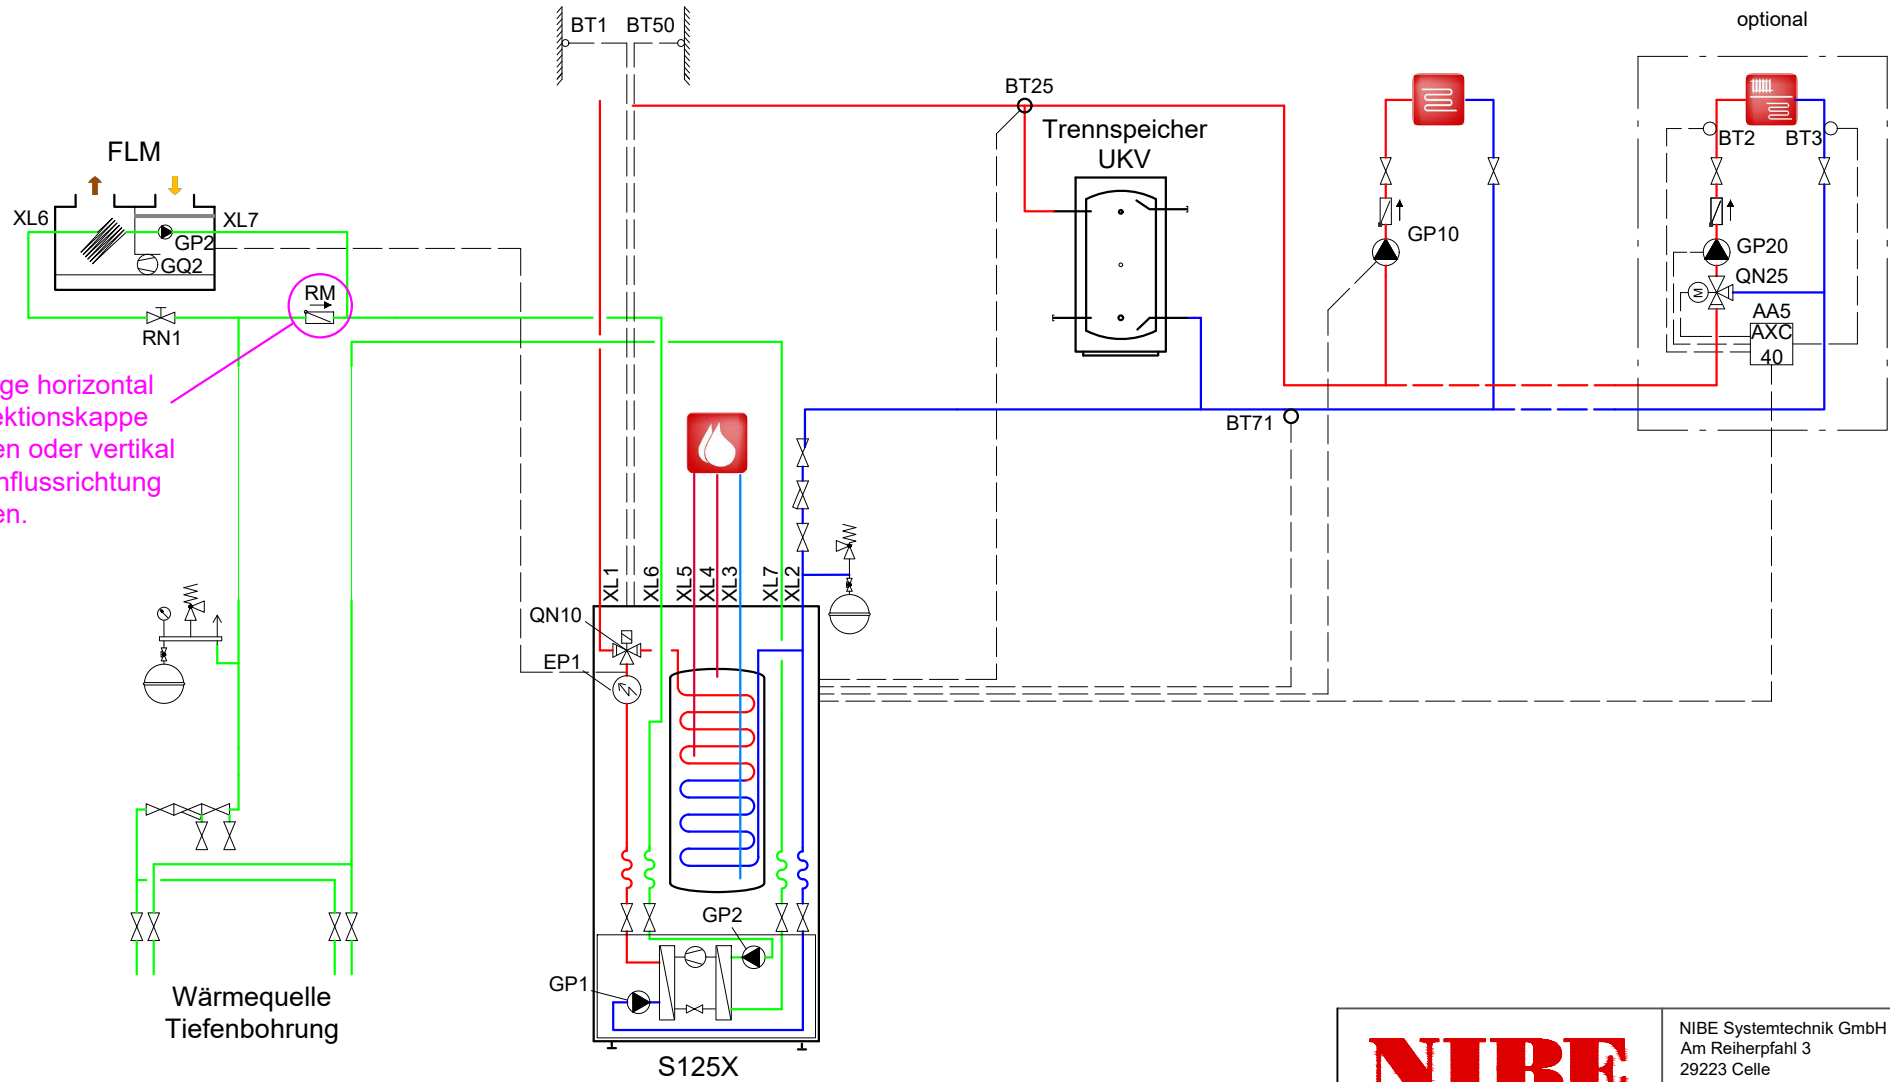 optional
BT1
BT50
BT25
Trennspeicher
UKV
BT2
BT3
FLM
XL6
XL7
GP2
GQ2
GP10
GP20
QN25
M
AA5
AXC
40
RM
RN1
ge horizontal
ektionskappe
en oder vertikal
nflussrichtung
en.
BT71
XL1
XL6
XL5
XL4
XL3
XL7
XL2
QN10
EP1
GP2
GP1
Wärmequelle
Tiefenbohrung
S125X
NIBE
NIBE Systemtechnik GmbH
Am Reiherpfahl 3
29223 Celle